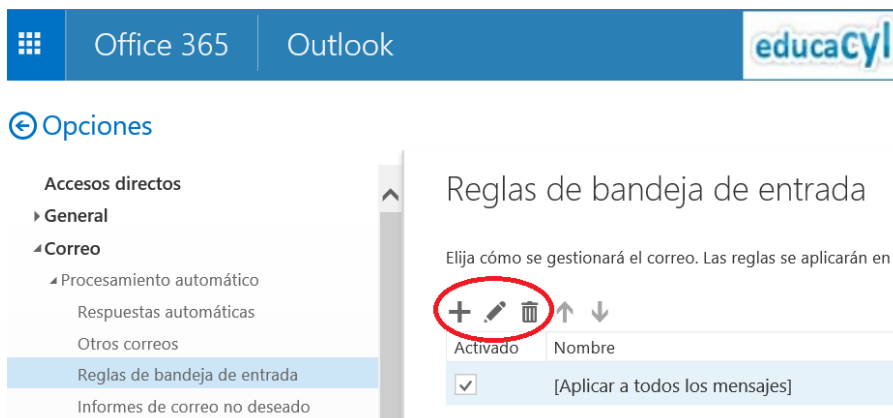 Office 365 Outlook educacyl
Opciones
Accesos directos
General
Correo
Procesamiento automático
Respuestas automáticas
Otros correos
Reglas de bandeja de entrada
Informes de correo no deseado
Reglas de bandeja de entrada
Elija cómo se gestionará el correo. Las reglas se aplicarán en
Activado Nombre
[Aplicar a todos los mensajes]